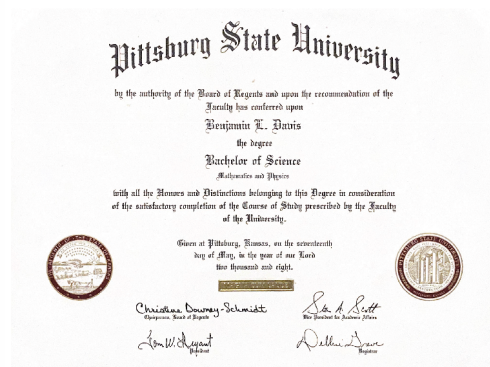 Pittsburg State University
by the authority of the Board of Regents and upon the recommendation of the
Faculty has conferred upon
Benjamin L. Davis
the degree
Bachelor of Science
Mathematics and Physics
with all the Honors and Distinctions belonging to this Degree in consideration
of the satisfactory completion of the Course of Study prescribed by the Faculty
of the University.
Given at Pittsburg, Kansas, on the seventeenth
day of May, in the year of our Lord
two thousand and eight.
Christine Downey-Schmidt
Chairperson, Board of Regents
Scott
Vice President for Academic Affairs
Tom W. Bryant
President
Debbie
Registrar